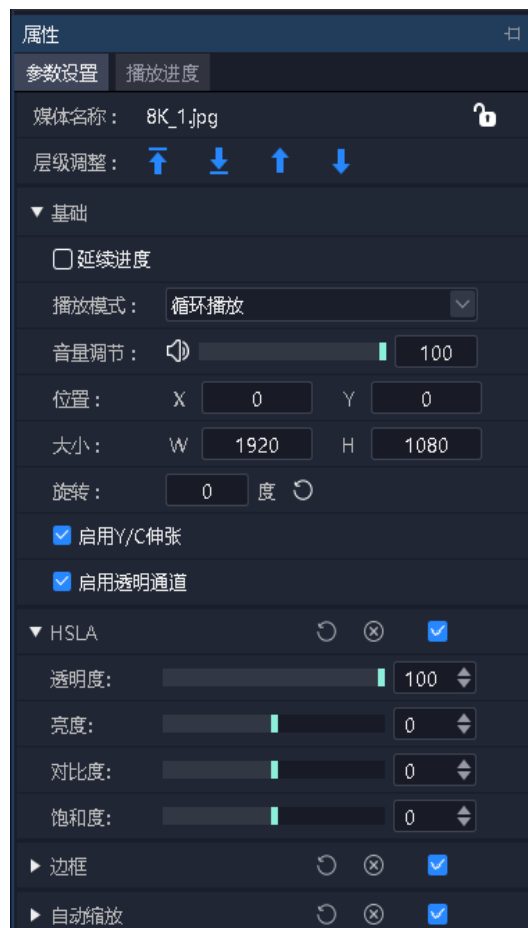 属性
参数设置 播放进度
媒体名称： 8K_1.jpg
层级调整：
基础
延续进度
播放模式： 循环播放
音量调节： 100
位置： X 0 Y 0
大小： W 1920 H 1080
旋转： 0 度
启用Y/C伸张
启用透明通道
HSLA
透明度: 100
亮度: 0
对比度: 0
饱和度: 0
边框
自动缩放